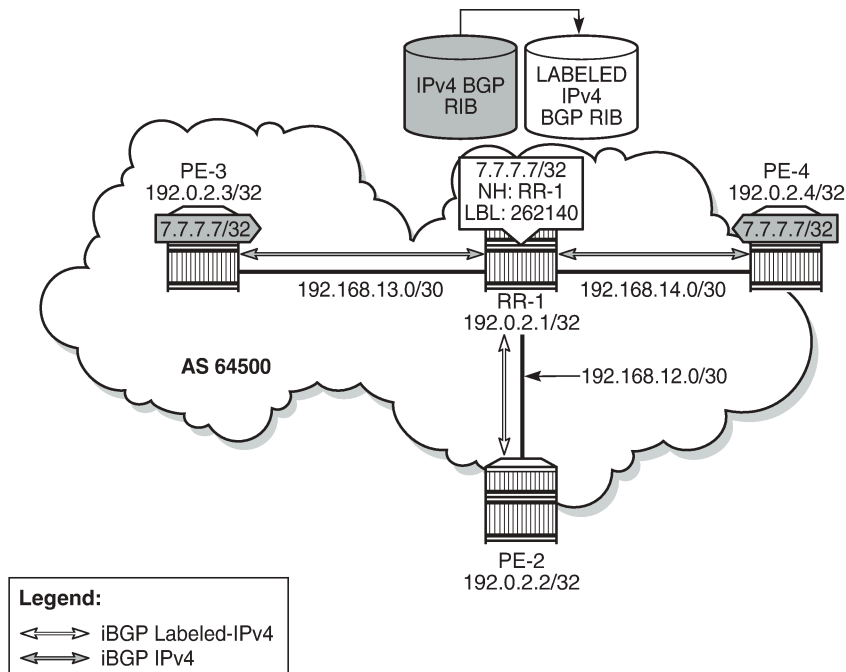 IPv4 BGP
RIB
LABELED
IPv4
BGP RIB
PE-3
192.0.2.3/32
7.7.7.7/32
7.7.7.7/32
NH: RR-1
LBL: 262140
PE-4
192.0.2.4/32
7.7.7.7/32
192.168.13.0/30
192.168.14.0/30
RR-1
192.0.2.1/32
AS 64500
192.168.12.0/30
PE-2
192.0.2.2/32
Legend:
iBGP Labeled-IPv4
iBGP IPv4